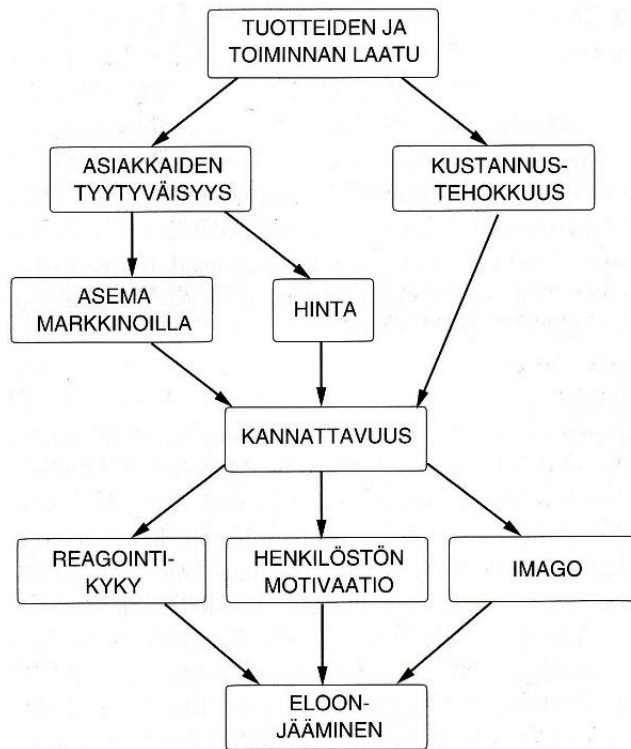 TUOTTEIDEN JA
TOIMINNAN LAATU
ASIAKKAIDEN
TYYTYVÄISYYS
KUSTANNUS-
TEHOKKUUS
ASEMA
MARKKINOILLA
HINTA
KANNATTAVUUS
REAGOINTI-
KYKY
HENKILÖSTÖN
MOTIVAATIO
IMAGO
ELOON-
JÄÄMINEN